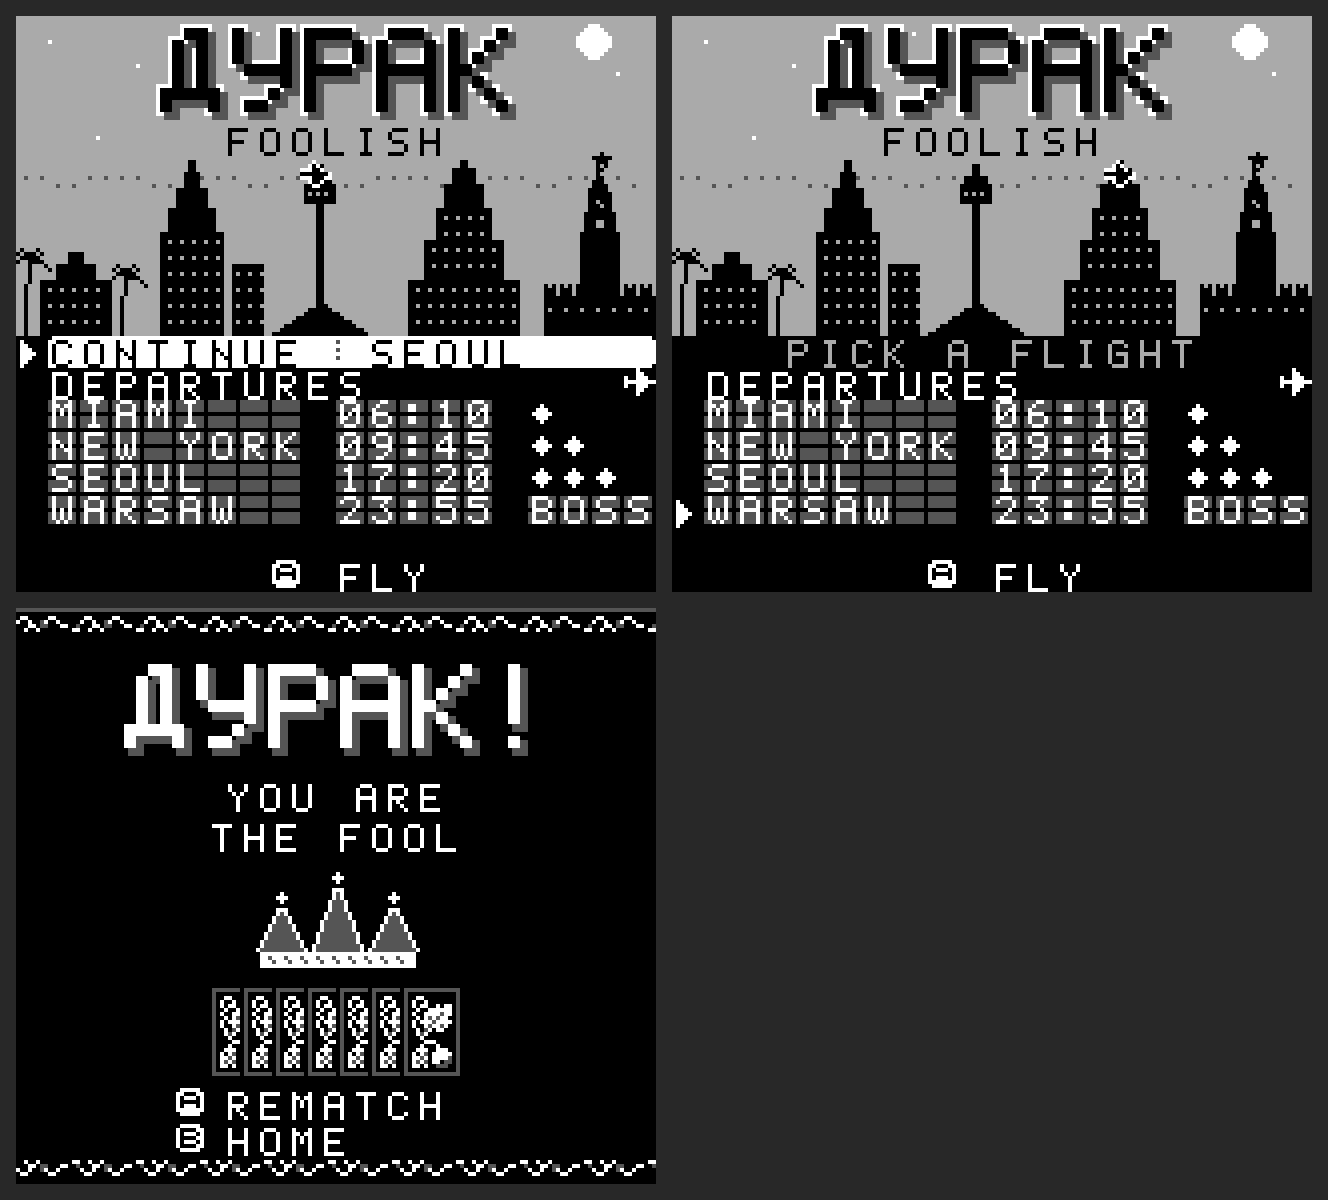 ДУРАК
FOOLISH
CONTINUE : SEOUL
DEPARTURES
MIAMI 06:10
NEW YORK 09:45
SEOUL 17:20
WARSAW 23:55 BOSS
A FLY
ДУРАК
FOOLISH
PICK A FLIGHT
DEPARTURES
MIAMI 06:10
NEW YORK 09:45
SEOUL 17:20
WARSAW 23:55 BOSS
A FLY
ДУРАК!
YOU ARE
THE FOOL
A REMATCH
B HOME